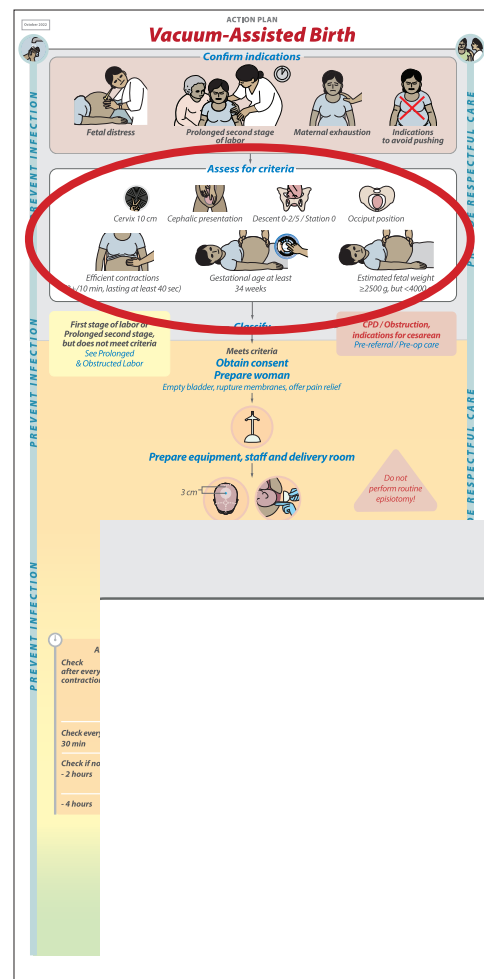 October 2022
ACTION PLAN
Vacuum-Assisted Birth
Confirm indications
Fetal distress
Prolonged second stage
of labor
Maternal exhaustion
Indications
to avoid pushing
Assess for criteria
Cervix 10 cm
Cephalic presentation
Descent 0-2/5 / Station 0
Occiput position
Efficient contractions
/10 min, lasting at least 40 sec)
Gestational age at least
34 weeks
Estimated fetal weight
≥2500 g, but <4000
First stage of labor or
Prolonged second stage,
but does not meet criteria
See Prolonged
& Obstructed Labor
Classify
CPD / Obstruction,
indications for cesarean
Pre-referral / Pre-op care
Meets criteria
Obtain consent
Prepare woman
Empty bladder, rupture membranes, offer pain relief
Prepare equipment, staff and delivery room
3 cm
Do not
perform routine
episiotomy!
A
Check
after every
contraction
Check every
30 min
Check if no
- 2 hours
- 4 hours
PREVENT INFECTION
PREVENT INFECTION
PREVENT INFECTION
RESPECTFUL CARE
RESPECTFUL CARE